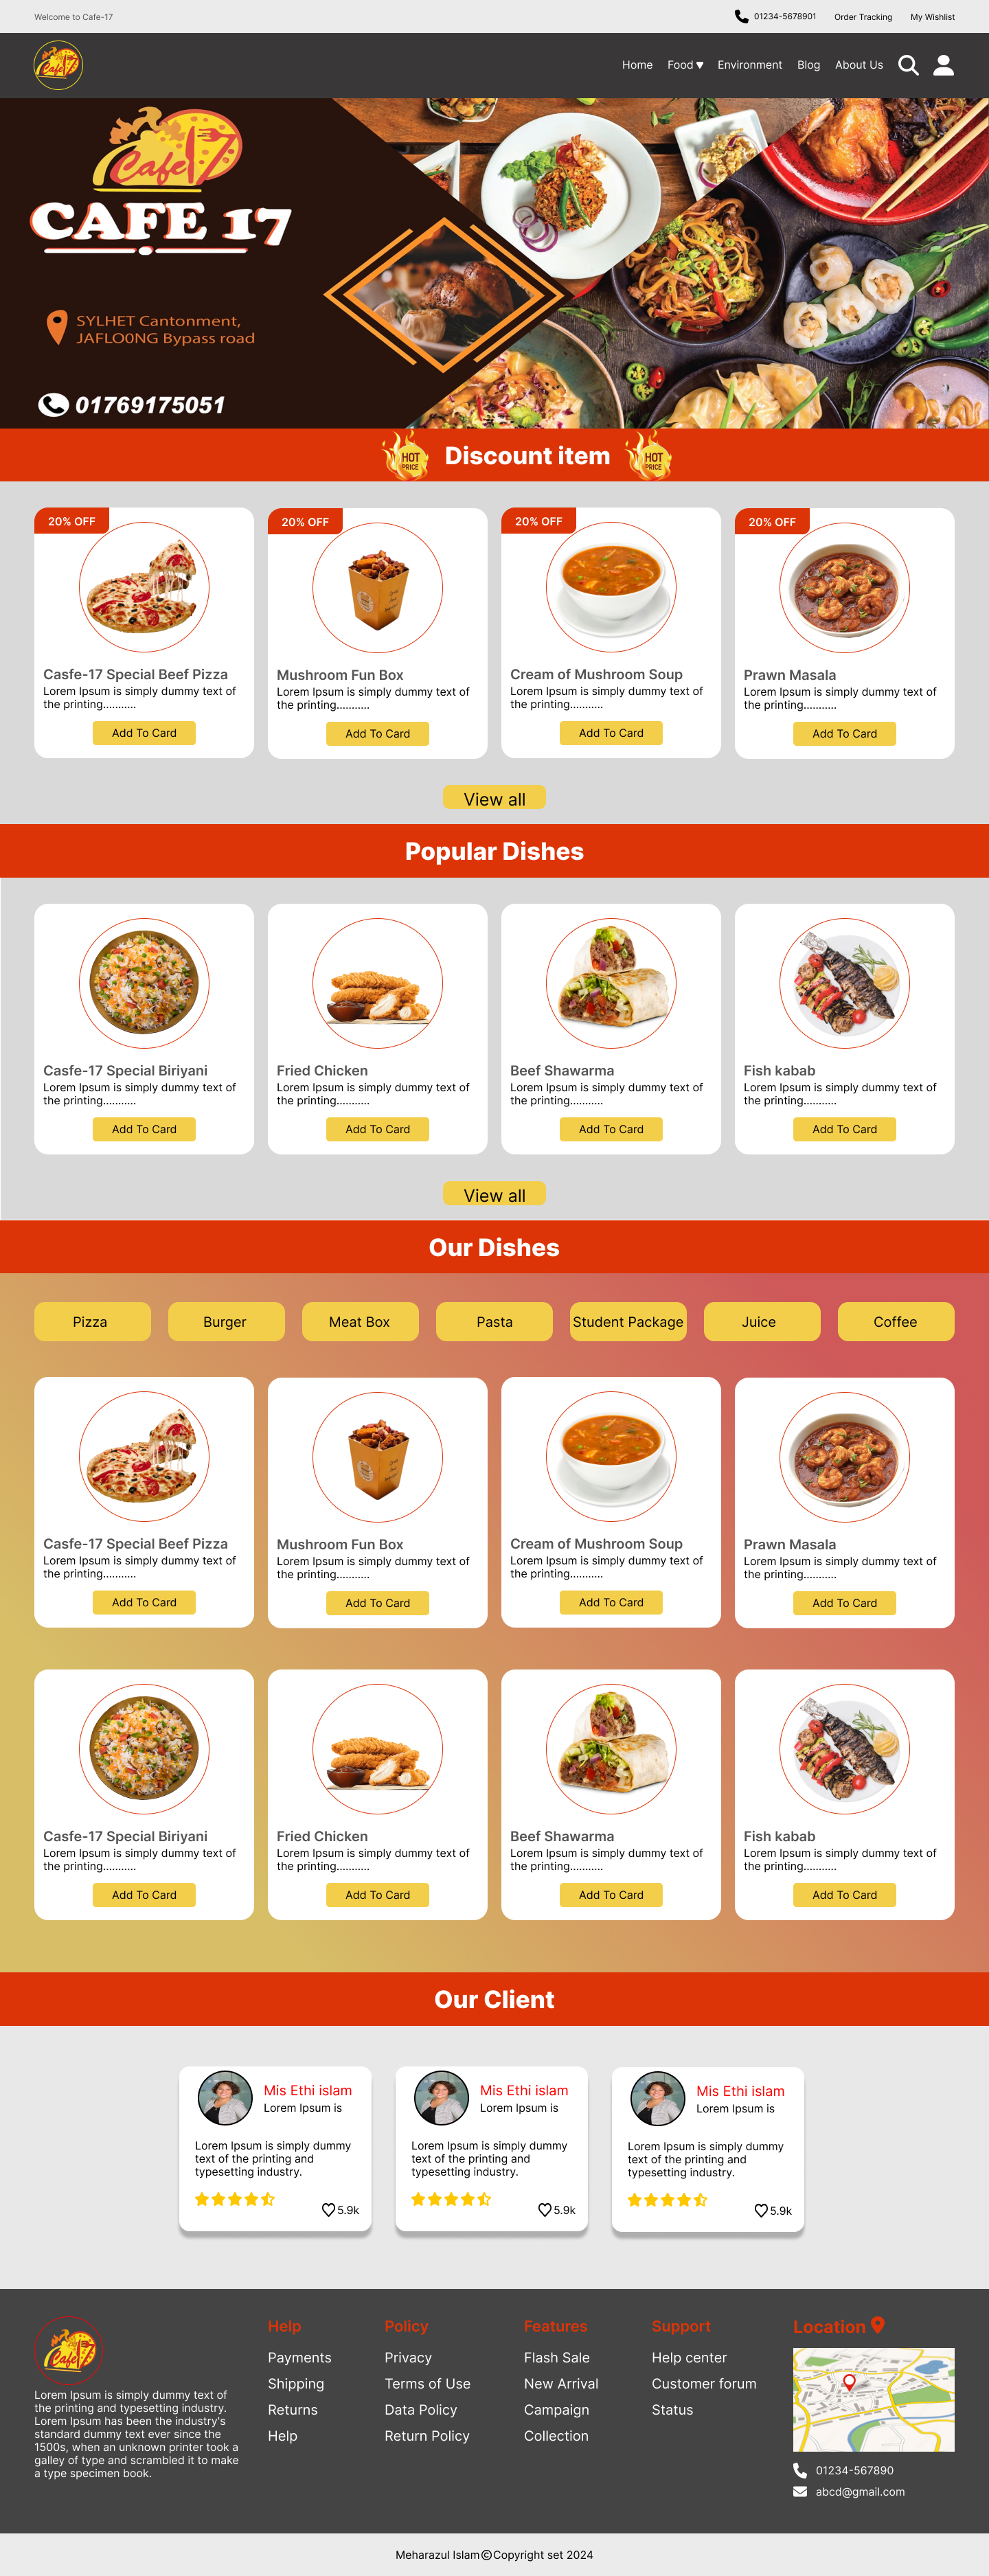 Welcome to Cafe-17
01234-5678901 Order Tracking My Wishlist
Cafe 17
Home Food Environment Blog About Us
Cafe 17
CAFE 17
SYLHET Cantonment,
JAFLO0NG Bypass road
01769175051
HOT PRICE Discount item HOT PRICE
20% OFF 20% OFF 20% OFF 20% OFF
Casfe-17 Special Beef Pizza
Lorem Ipsum is simply dummy text of
the printing...........
Add To Card
Mushroom Fun Box
Lorem Ipsum is simply dummy text of
the printing...........
Add To Card
Cream of Mushroom Soup
Lorem Ipsum is simply dummy text of
the printing...........
Add To Card
Prawn Masala
Lorem Ipsum is simply dummy text of
the printing...........
Add To Card
View all
Popular Dishes
Casfe-17 Special Biriyani
Lorem Ipsum is simply dummy text of
the printing...........
Add To Card
Fried Chicken
Lorem Ipsum is simply dummy text of
the printing...........
Add To Card
Beef Shawarma
Lorem Ipsum is simply dummy text of
the printing...........
Add To Card
Fish kabab
Lorem Ipsum is simply dummy text of
the printing...........
Add To Card
View all
Our Dishes
Pizza Burger Meat Box Pasta Student Package Juice Coffee
Casfe-17 Special Beef Pizza
Lorem Ipsum is simply dummy text of
the printing...........
Add To Card
Mushroom Fun Box
Lorem Ipsum is simply dummy text of
the printing...........
Add To Card
Cream of Mushroom Soup
Lorem Ipsum is simply dummy text of
the printing...........
Add To Card
Prawn Masala
Lorem Ipsum is simply dummy text of
the printing...........
Add To Card
Casfe-17 Special Biriyani
Lorem Ipsum is simply dummy text of
the printing...........
Add To Card
Fried Chicken
Lorem Ipsum is simply dummy text of
the printing...........
Add To Card
Beef Shawarma
Lorem Ipsum is simply dummy text of
the printing...........
Add To Card
Fish kabab
Lorem Ipsum is simply dummy text of
the printing...........
Add To Card
Our Client
Mis Ethi islam
Lorem Ipsum is
Lorem Ipsum is simply dummy
text of the printing and
typesetting industry.
5.9k
Mis Ethi islam
Lorem Ipsum is
Lorem Ipsum is simply dummy
text of the printing and
typesetting industry.
5.9k
Mis Ethi islam
Lorem Ipsum is
Lorem Ipsum is simply dummy
text of the printing and
typesetting industry.
5.9k
Cafe 17
Lorem Ipsum is simply dummy text of
the printing and typesetting industry.
Lorem Ipsum has been the industry's
standard dummy text ever since the
1500s, when an unknown printer took a
galley of type and scrambled it to make
a type specimen book.
Help
Payments
Shipping
Returns
Help
Policy
Privacy
Terms of Use
Data Policy
Return Policy
Features
Flash Sale
New Arrival
Campaign
Collection
Support
Help center
Customer forum
Status
Location
01234-567890
abcd@gmail.com
Meharazul Islam©Copyright set 2024